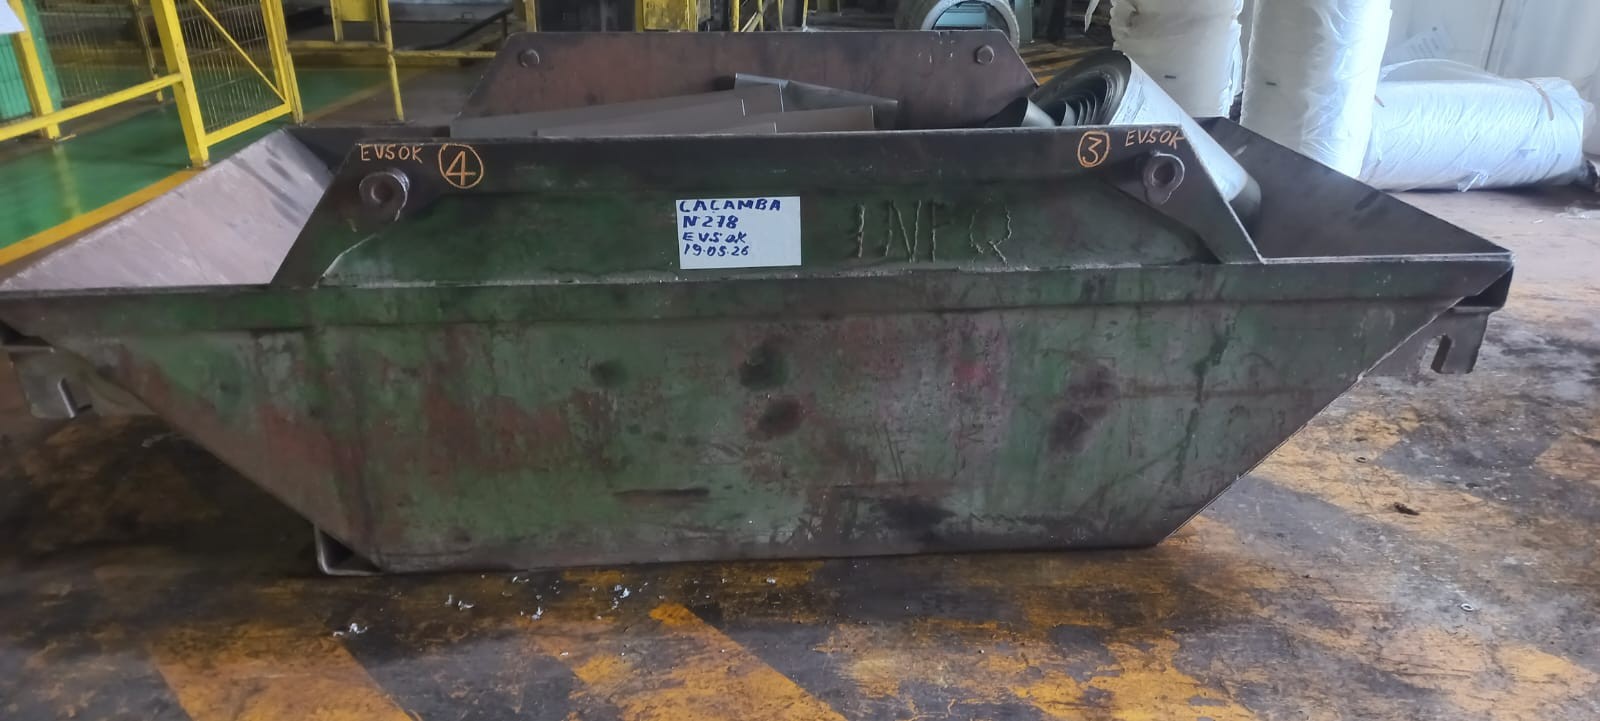 EVSOK 4
3 EVSOK
CACAMBA
N 278
EVS OK
19.05.26
INFQ